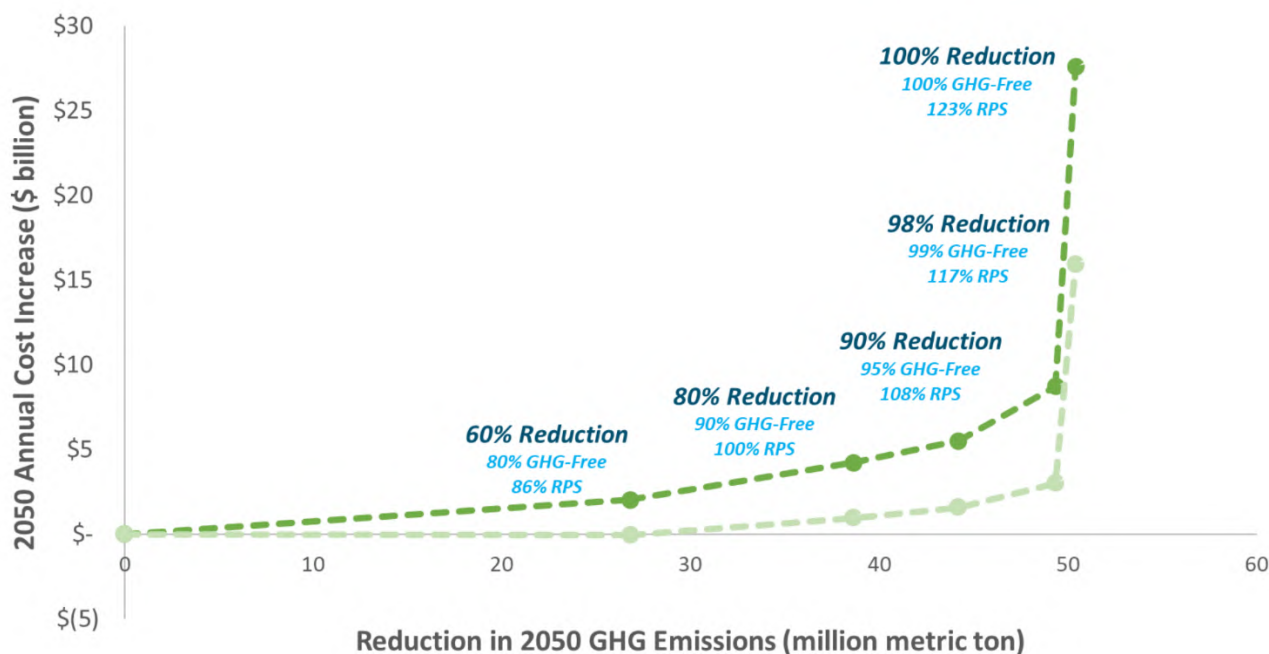 $30
$25
$20
$15
$10
$5
$-
$(5)
2050 Annual Cost Increase ($ billion)
100% Reduction
100% GHG-Free
123% RPS
98% Reduction
99% GHG-Free
117% RPS
90% Reduction
95% GHG-Free
108% RPS
80% Reduction
90% GHG-Free
100% RPS
60% Reduction
80% GHG-Free
86% RPS
0 10 20 30 40 50 60
Reduction in 2050 GHG Emissions (million metric ton)